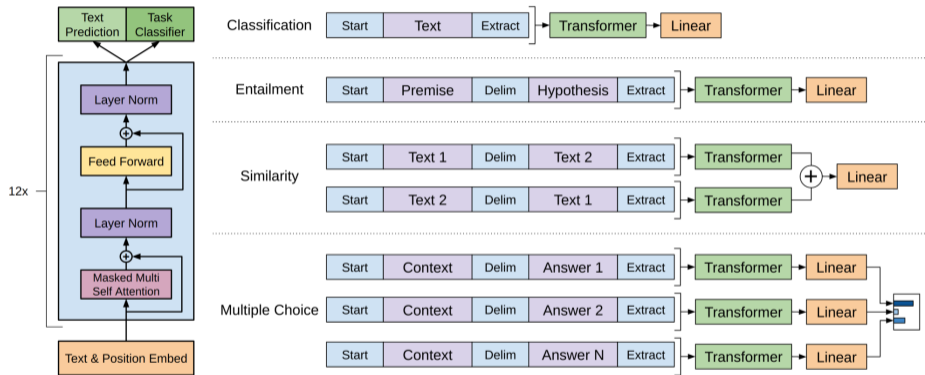 Text
Prediction
Task
Classifier
12x
Layer Norm
+
Feed Forward
Layer Norm
+
Masked Multi
Self Attention
Text & Position Embed
Classification
Start Text Extract Transformer Linear
Entailment
Start Premise Delim Hypothesis Extract Transformer Linear
Similarity
Start Text 1 Delim Text 2 Extract Transformer
+ Linear
Start Text 2 Delim Text 1 Extract Transformer
Multiple Choice
Start Context Delim Answer 1 Extract Transformer Linear
Start Context Delim Answer 2 Extract Transformer Linear
Start Context Delim Answer N Extract Transformer Linear